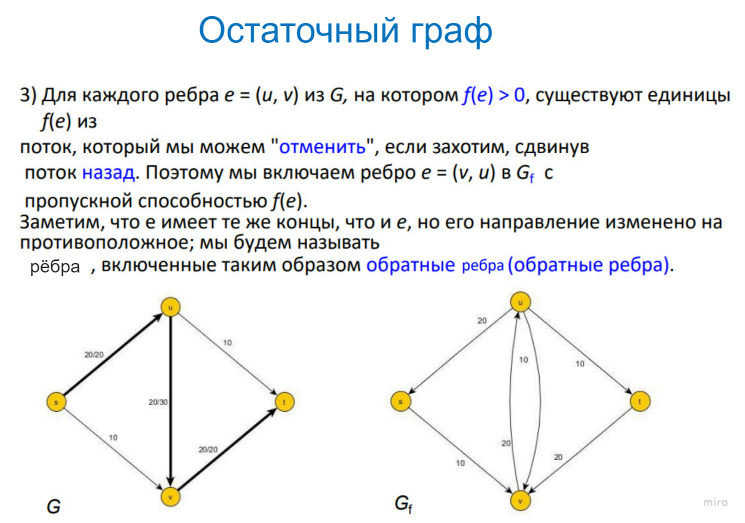 Остаточный граф
3) Для каждого ребра e = (u, v) из G, на котором f(e) > 0, существуют единицы
f(e) из
поток, который мы можем "отменить", если захотим, сдвинув
поток назад. Поэтому мы включаем ребро e = (v, u) в Gf с
пропускной способностью f(e).
Заметим, что e имеет те же концы, что и e, но его направление изменено на
противоположное; мы будем называть
рёбра , включенные таким образом обратные ребра (обратные ребра).
u
20/20
10
s
20/30
t
10
20/20
v
G
u
20
10
10
s
t
10
20
20
v
Gf
miro